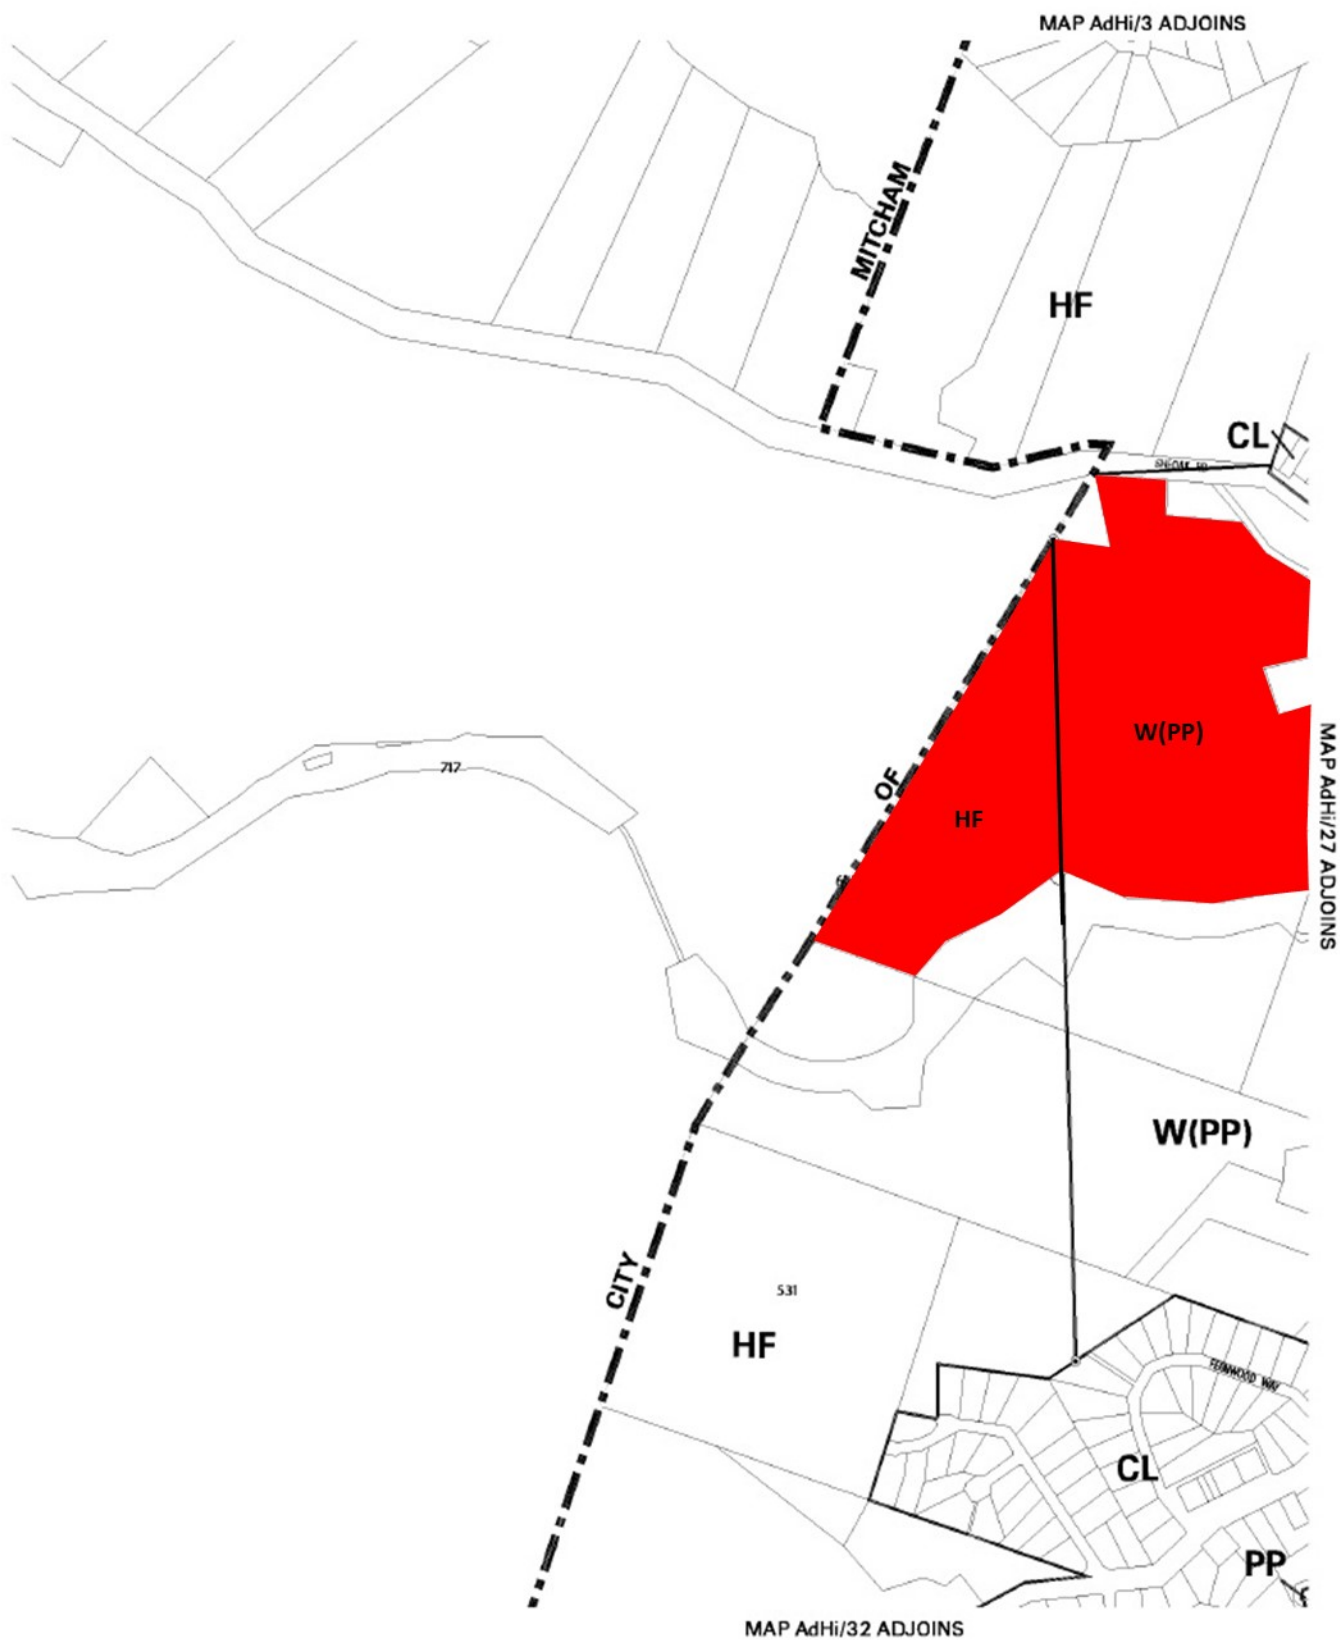 MAP AdHi/3 ADJOINS
MITCHAM
HF
CL
W(PP)
717
OF
HF
MAP AdHi/27 ADJOINS
W(PP)
CITY
531
HF
FERNWOOD WAY
CL
PP
MAP AdHi/32 ADJOINS